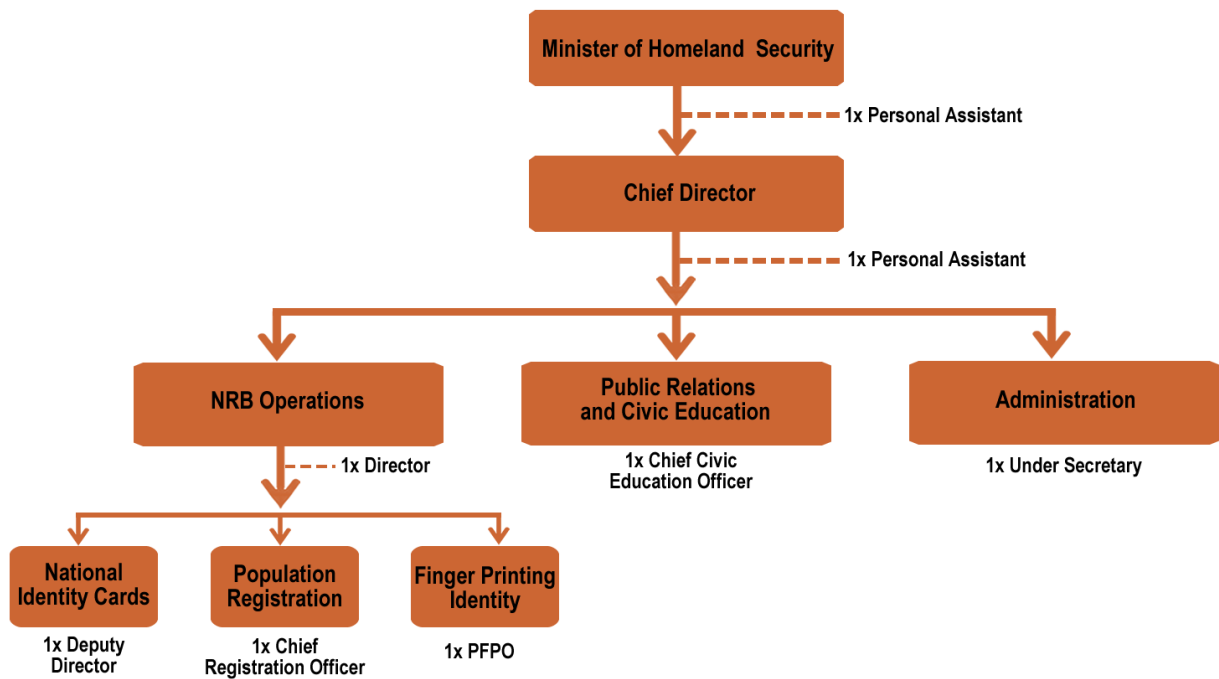 Minister of Homeland Security
1x Personal Assistant
Chief Director
1x Personal Assistant
NRB Operations
Public Relations
and Civic Education
Administration
1x Director
1x Chief Civic
Education Officer
1x Under Secretary
National
Identity Cards
Population
Registration
Finger Printing
Identity
1x Deputy
Director
1x Chief
Registration Officer
1x PFPO